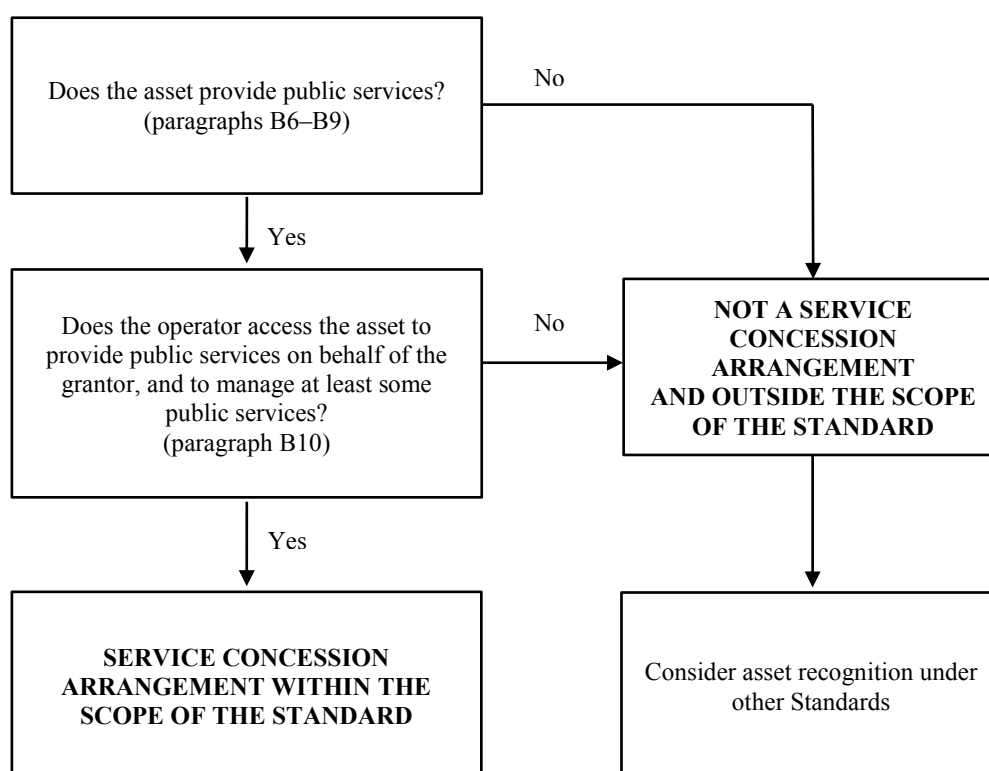 Does the asset provide public services?
(paragraphs B6–B9)
No
Yes
Does the operator access the asset to
provide public services on behalf of the
grantor, and to manage at least some
public services?
(paragraph B10)
No
NOT A SERVICE
CONCESSION
ARRANGEMENT
AND OUTSIDE THE SCOPE
OF THE STANDARD
Yes
SERVICE CONCESSION
ARRANGEMENT WITHIN THE
SCOPE OF THE STANDARD
Consider asset recognition under
other Standards